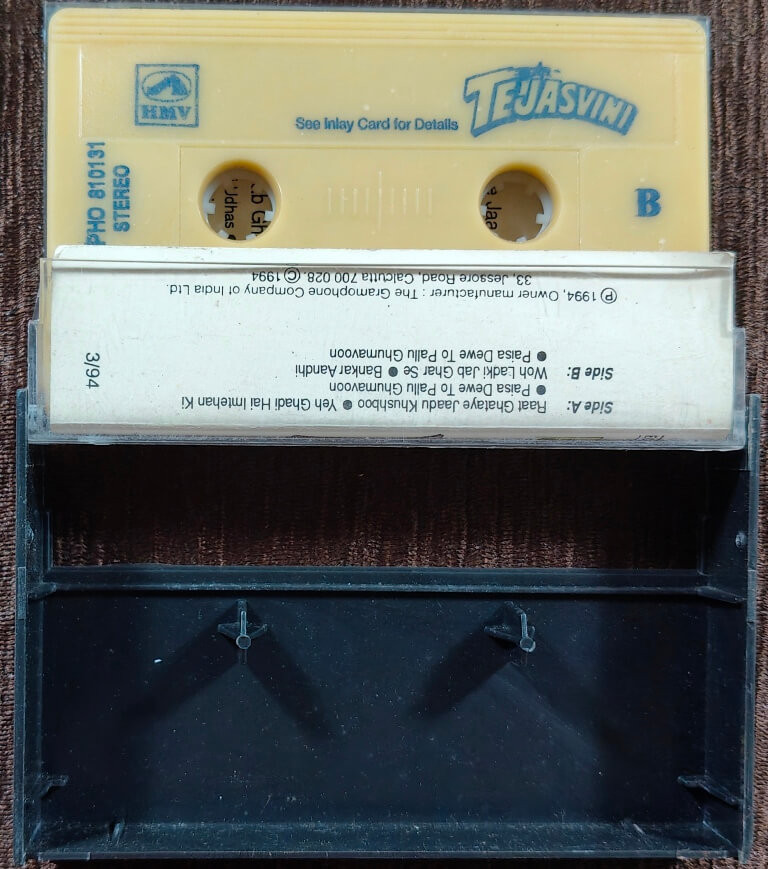 HMV
TEJASVINI
See Inlay Card for Details
PHO 810131
STEREO
B
Side A:
Raat Ghataye Jaadu Khushboo ● Yeh Ghadi Hai Imtehan Ki
● Paisa Dewe To Pallu Ghumavoon
Side B:
Woh Ladki Jab Ghar Se ● Bankar Aandhi
● Paisa Dewe To Pallu Ghumavoon
3/94
Ⓟ 1994, Owner manufacturer : The Gramophone Company of India Ltd.
33, Jessore Road, Calcutta 700 028. © 1994